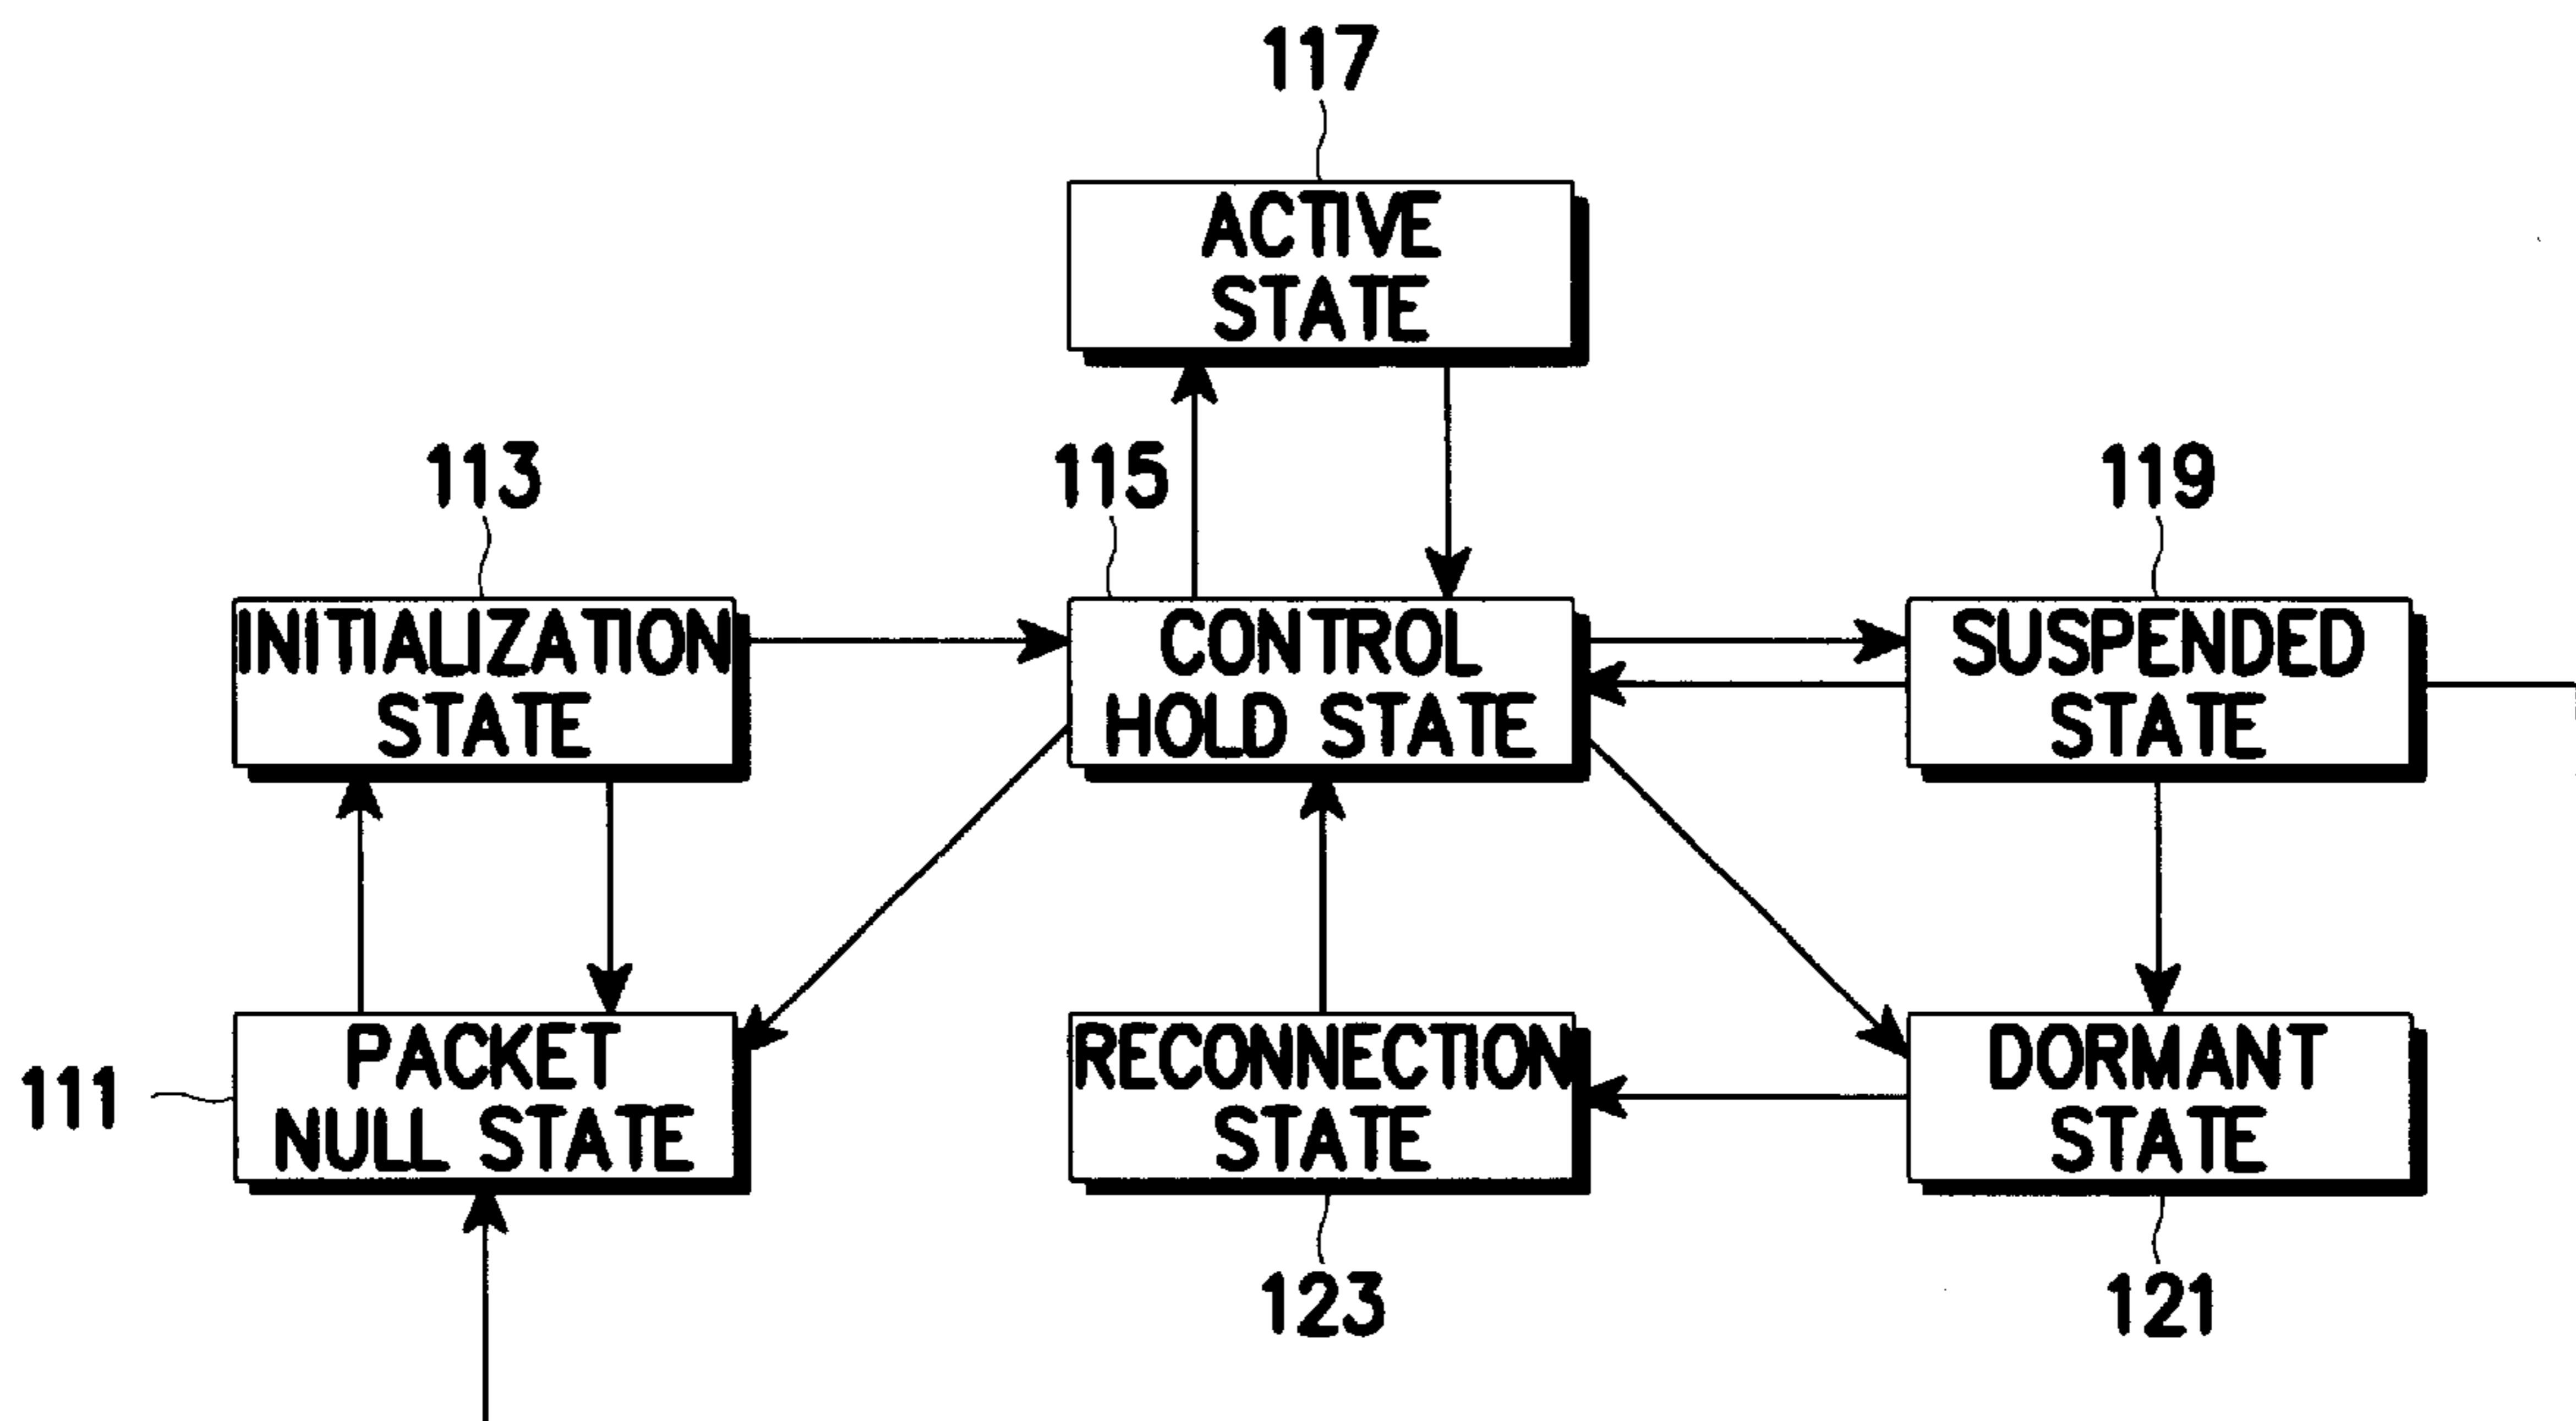 117
ACTIVE
STATE
113
115
119
INITIALIZATION
STATE
CONTROL
HOLD STATE
SUSPENDED
STATE
111
PACKET
NULL STATE
RECONNECTION
STATE
DORMANT
STATE
123
121